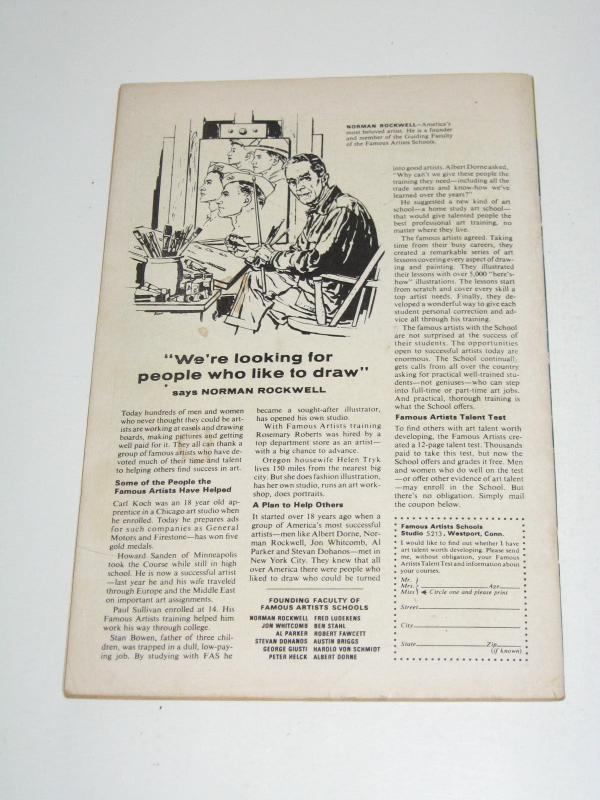 NORMAN ROCKWELL—America's
most beloved artist. He is a founder
and member of the Guiding Faculty
of the Famous Artists Schools.
"We're looking for
people who like to draw"
says NORMAN ROCKWELL
Today hundreds of men and women
who never thought they could be art-
ists are working at easels and drawing
boards, making pictures and getting
well paid for it. They all can thank a
group of famous artists who have de-
voted much of their time and talent
to helping others find success in art.
Some of the People the
Famous Artists Have Helped
Carl Koch was an 18 year old ap-
prentice in a Chicago art studio when
he enrolled. Today he prepares ads
for such companies as General
Motors and Firestone—has won five
gold medals.
Howard Sanden of Minneapolis
took the Course while still in high
school. He is now a successful artist
—last year he and his wife traveled
through Europe and the Middle East
on important art assignments.
Paul Sullivan enrolled at 14. His
Famous Artists training helped him
work his way through college.
Stan Bowen, father of three chil-
dren, was trapped in a dull, low-pay-
ing job. By studying with FAS he
became a sought-after illustrator,
has opened his own studio.
With Famous Artists training
Rosemary Roberts was hired by a
top department store as an artist—
with a big chance to advance.
Oregon housewife Helen Tryk
lives 150 miles from the nearest big
city. But she does fashion illustration,
has her own studio, runs an art work-
shop, does portraits.
A Plan to Help Others
It started over 18 years ago when a
group of America's most successful
artists—men like Albert Dorne, Nor-
man Rockwell, Jon Whitcomb, Al
Parker and Stevan Dohanos—met in
New York City. They knew that all
over America there were people who
liked to draw who could be turned
FOUNDING FACULTY OF
FAMOUS ARTISTS SCHOOLS
NORMAN ROCKWELL FRED LUDEKENS
JON WHITCOMB BEN STAHL
AL PARKER ROBERT FAWCETT
STEVAN DOHANOS AUSTIN BRIGGS
GEORGE GIUSTI HAROLD VON SCHMIDT
PETER HELCK ALBERT DORNE
into good artists. Albert Dorne asked,
"Why can't we give these people the
training they need—including all the
trade secrets and know-how we've
learned over the years?"
He suggested a new kind of art
school—a home study art school—
that would give talented people the
best professional art training, no
matter where they live.
The famous artists agreed. Taking
time from their busy careers, they
created a remarkable series of art
lessons covering every aspect of draw-
ing and painting. They illustrated
their lessons with over 5,000 "here's-
how" illustrations. The lessons start
from scratch and cover every skill a
top artist needs. Finally, they de-
veloped a wonderful way to give each
student personal correction and ad-
vice all through his training.
The famous artists with the School
are not surprised at the success of
their students. The opportunities
open to successful artists today are
enormous. The School continually
gets calls from all over the country
asking for practical well-trained stu-
dents—not geniuses—who can step
into full-time or part-time art jobs.
And practical, thorough training is
what the School offers.
Famous Artists Talent Test
To find others with art talent worth
developing, the Famous Artists cre-
ated a 12-page talent test. Thousands
paid to take this test, but now the
School offers and grades it free. Men
and women who do well on the test
—or offer other evidence of art talent
—may enroll in the School. But
there's no obligation. Simply mail
the coupon below.
Famous Artists Schools
Studio 5213, Westport, Conn.
I would like to find out whether I have
art talent worth developing. Please send
me, without obligation, your Famous
Artists Talent Test and information about
your courses.
Mr.
Mrs. Age
Miss Circle one and please print
Street
City
State Zip
(if known)